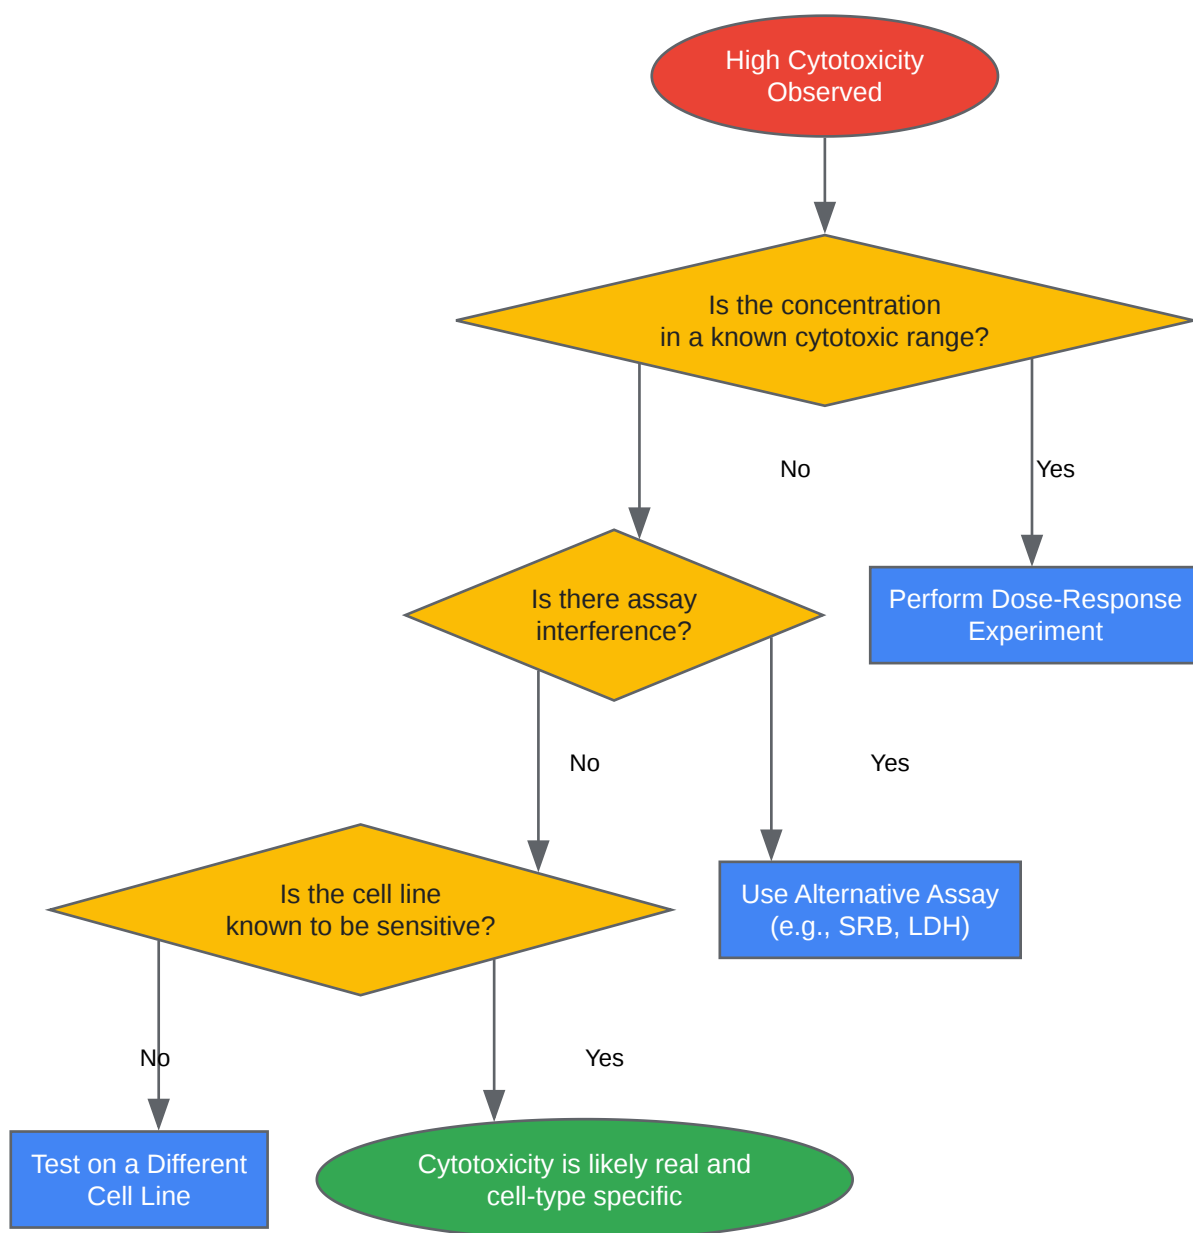 High Cytotoxicity
Observed
Is the concentration
in a known cytotoxic range?
No
Yes
Is there assay
interference?
Perform Dose-Response
Experiment
No
Yes
Is the cell line
known to be sensitive?
Use Alternative Assay
(e.g., SRB, LDH)
No
Yes
Test on a Different
Cell Line
Cytotoxicity is likely real and
cell-type specific